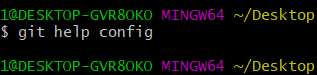 1@DESKTOP-GVR8OKO MINGW64 ~/Desktop
$ git help config
1@DESKTOP-GVR8OKO MINGW64 ~/Desktop